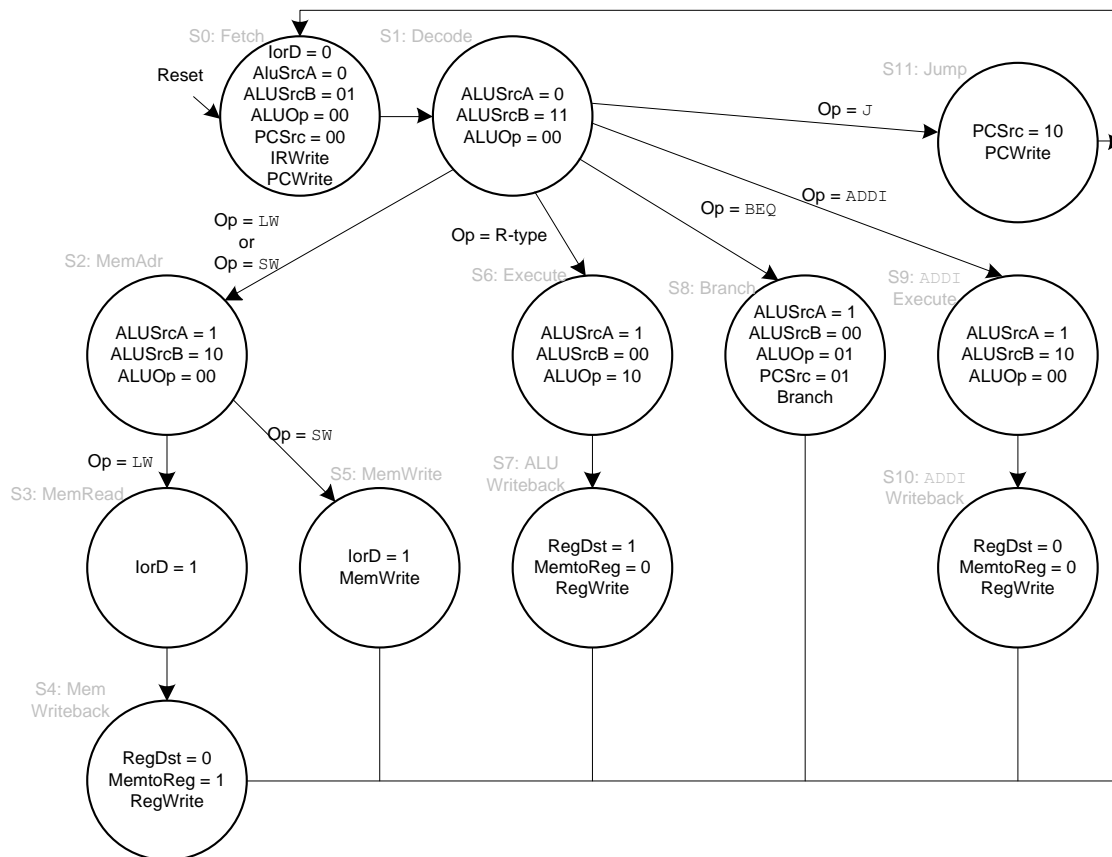 S0: Fetch
IorD = 0
AluSrcA = 0
ALUSrcB = 01
ALUOp = 00
PCSrc = 00
IRWrite
PCWrite
Reset
S1: Decode
ALUSrcA = 0
ALUSrcB = 11
ALUOp = 00
S11: Jump
PCSrc = 10
PCWrite
Op = J
Op = ADDI
Op = BEQ
Op = R-type
Op = LW
or
Op = SW
S2: MemAdr
ALUSrcA = 1
ALUSrcB = 10
ALUOp = 00
S6: Execute
ALUSrcA = 1
ALUSrcB = 00
ALUOp = 10
S8: Branch
ALUSrcA = 1
ALUSrcB = 00
ALUOp = 01
PCSrc = 01
Branch
S9: ADDI
Execute
ALUSrcA = 1
ALUSrcB = 10
ALUOp = 00
Op = SW
Op = LW
S3: MemRead
IorD = 1
S5: MemWrite
IorD = 1
MemWrite
S7: ALU
Writeback
RegDst = 1
MemtoReg = 0
RegWrite
S10: ADDI
Writeback
RegDst = 0
MemtoReg = 0
RegWrite
S4: Mem
Writeback
RegDst = 0
MemtoReg = 1
RegWrite